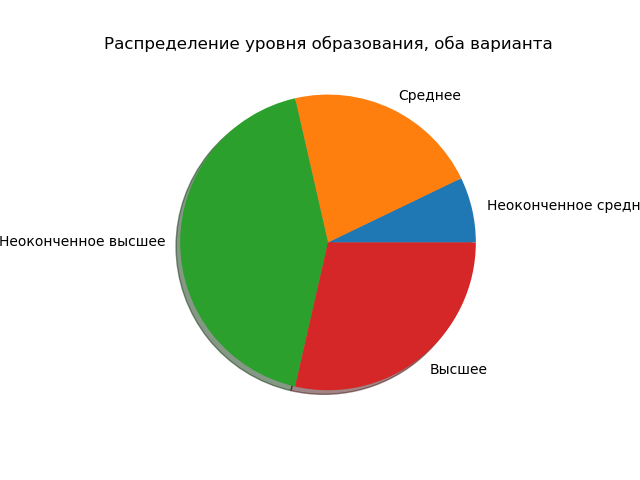 Распределение уровня образования, оба варианта
Среднее
Неоконченное средн
Неоконченное высшее
Высшее